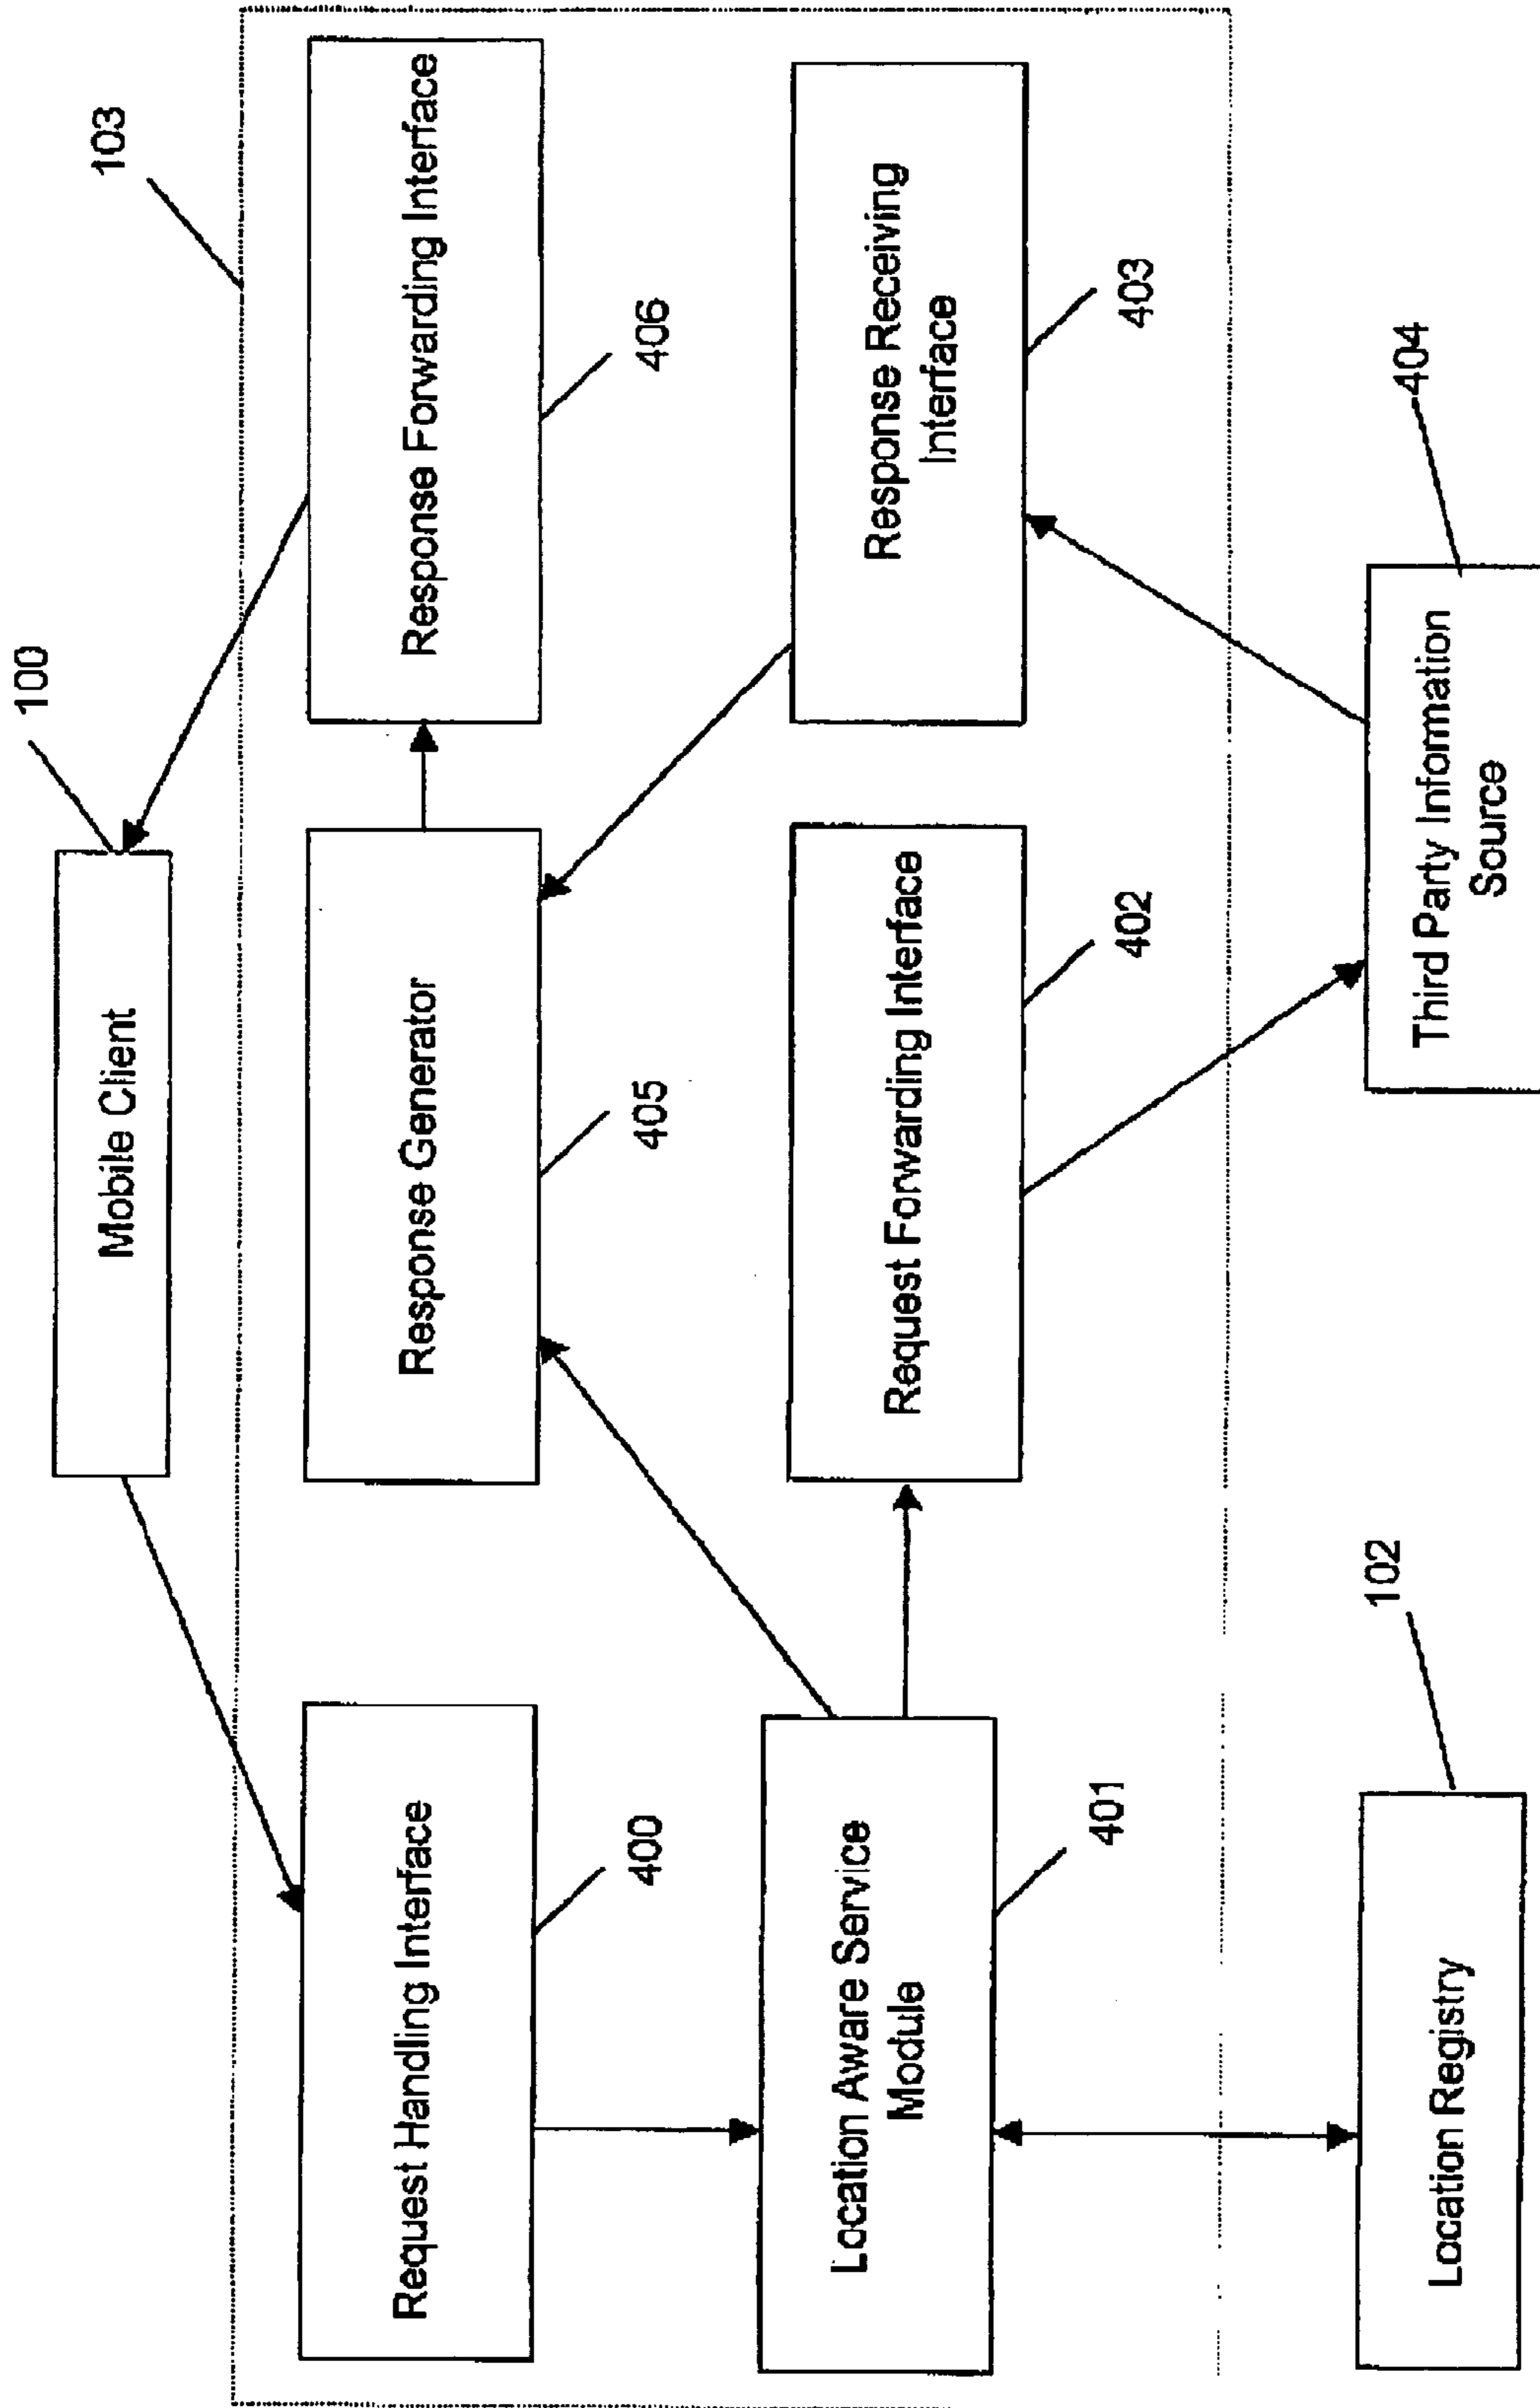 100
103
Mobile Client
Request Handling Interface
400
Response Generator
405
Response Forwarding Interface
406
Location Aware Service
Module
401
Request Forwarding Interface
402
Response Receiving
Interface
403
Location Registry
102
Third Party Information
Source
404